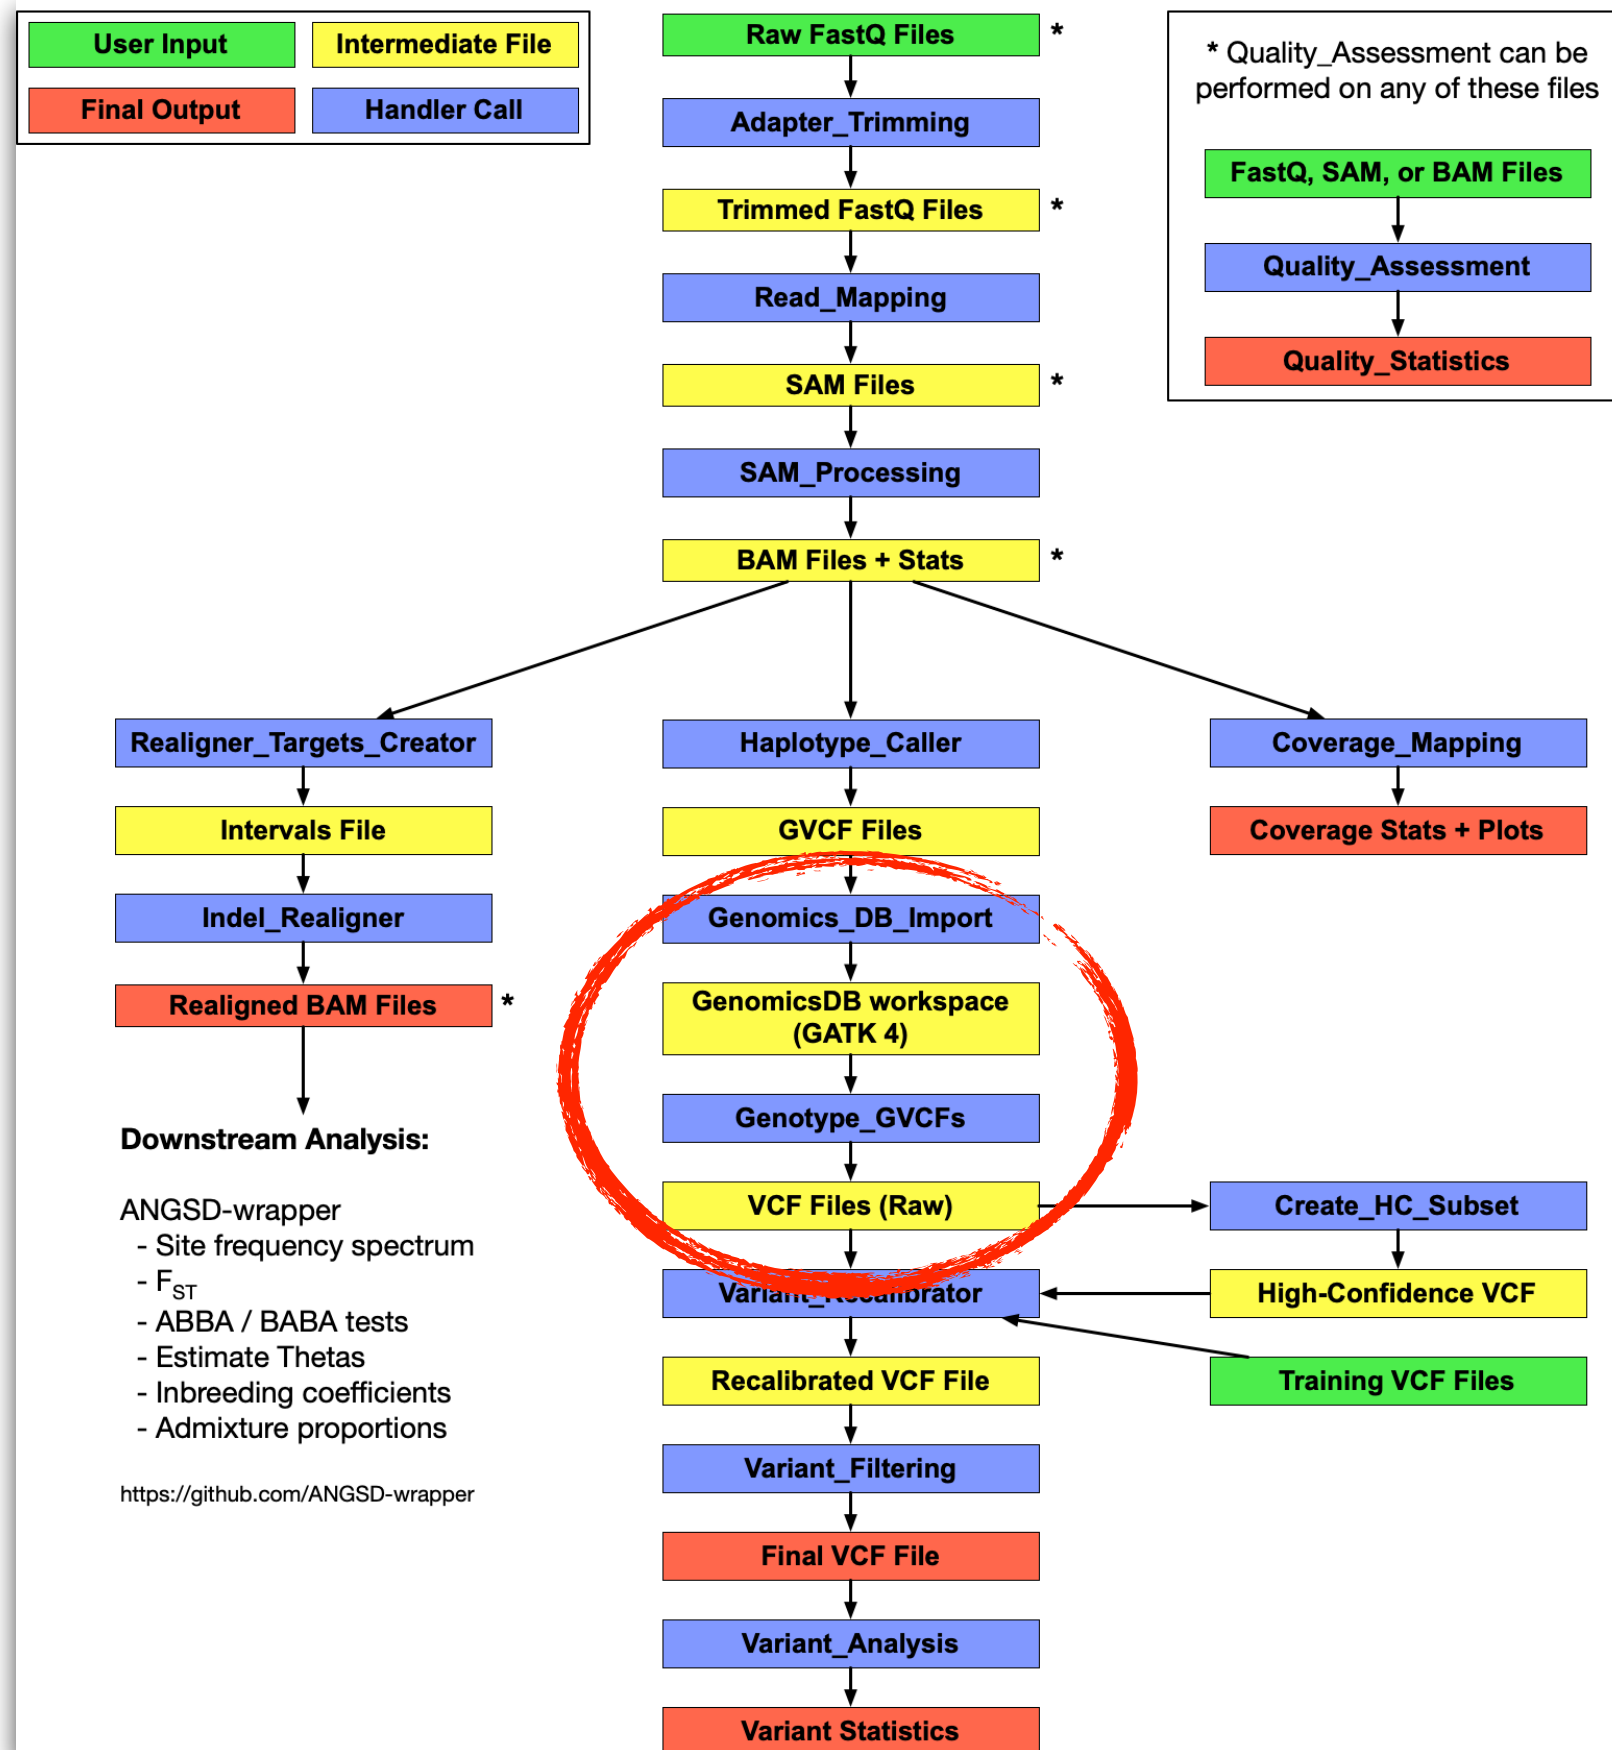 User Input
Intermediate File
Final Output
Handler Call
Raw FastQ Files *
Adapter_Trimming
Trimmed FastQ Files *
Read_Mapping
SAM Files *
SAM_Processing
BAM Files + Stats *
* Quality_Assessment can be
performed on any of these files
FastQ, SAM, or BAM Files
Quality_Assessment
Quality_Statistics
Realigner_Targets_Creator
Intervals File
Indel_Realigner
Realigned BAM Files *
Downstream Analysis:
ANGSD-wrapper
- Site frequency spectrum
- FST
- ABBA / BABA tests
- Estimate Thetas
- Inbreeding coefficients
- Admixture proportions
https://github.com/ANGSD-wrapper
Haplotype_Caller
GVCF Files
Genomics_DB_Import
GenomicsDB workspace
(GATK 4)
Genotype_GVCFs
VCF Files (Raw)
Variant_Recalibrator
Recalibrated VCF File
Variant_Filtering
Final VCF File
Variant_Analysis
Variant Statistics
Coverage_Mapping
Coverage Stats + Plots
Create_HC_Subset
High-Confidence VCF
Training VCF Files